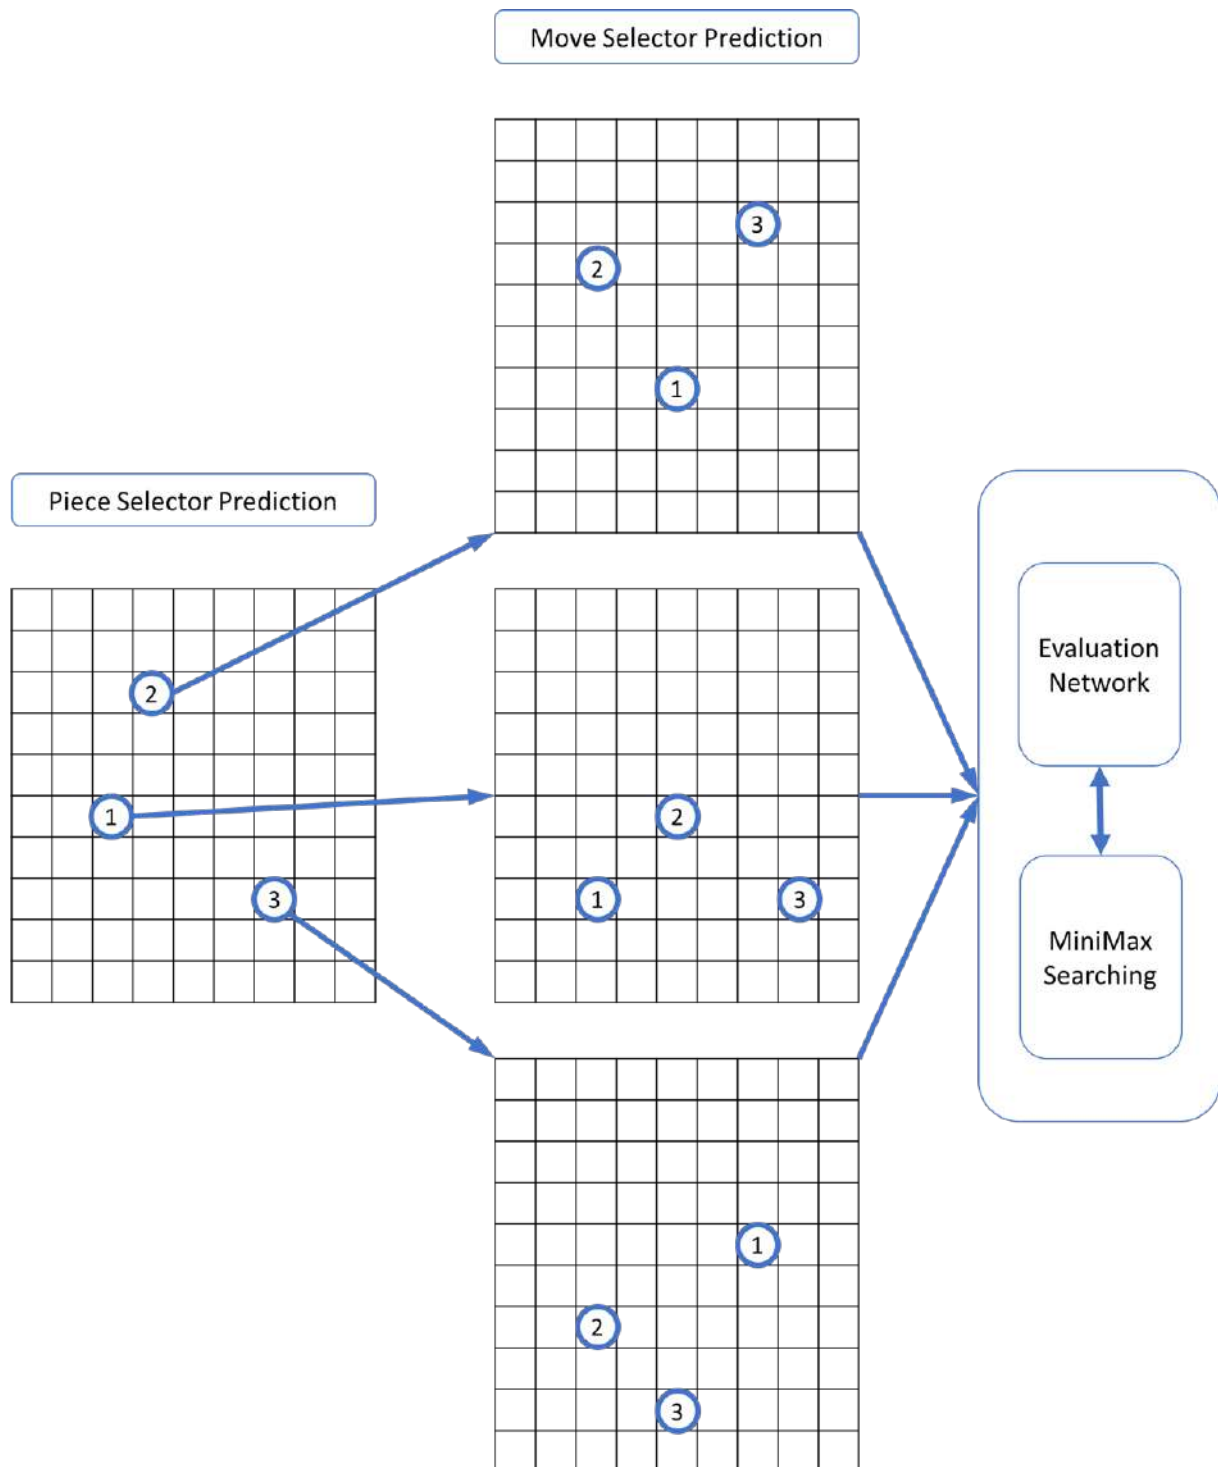 Move Selector Prediction
3
2
1
Piece Selector Prediction
2
1
3
2
1
3
1
2
3
Evaluation
Network
MiniMax
Searching